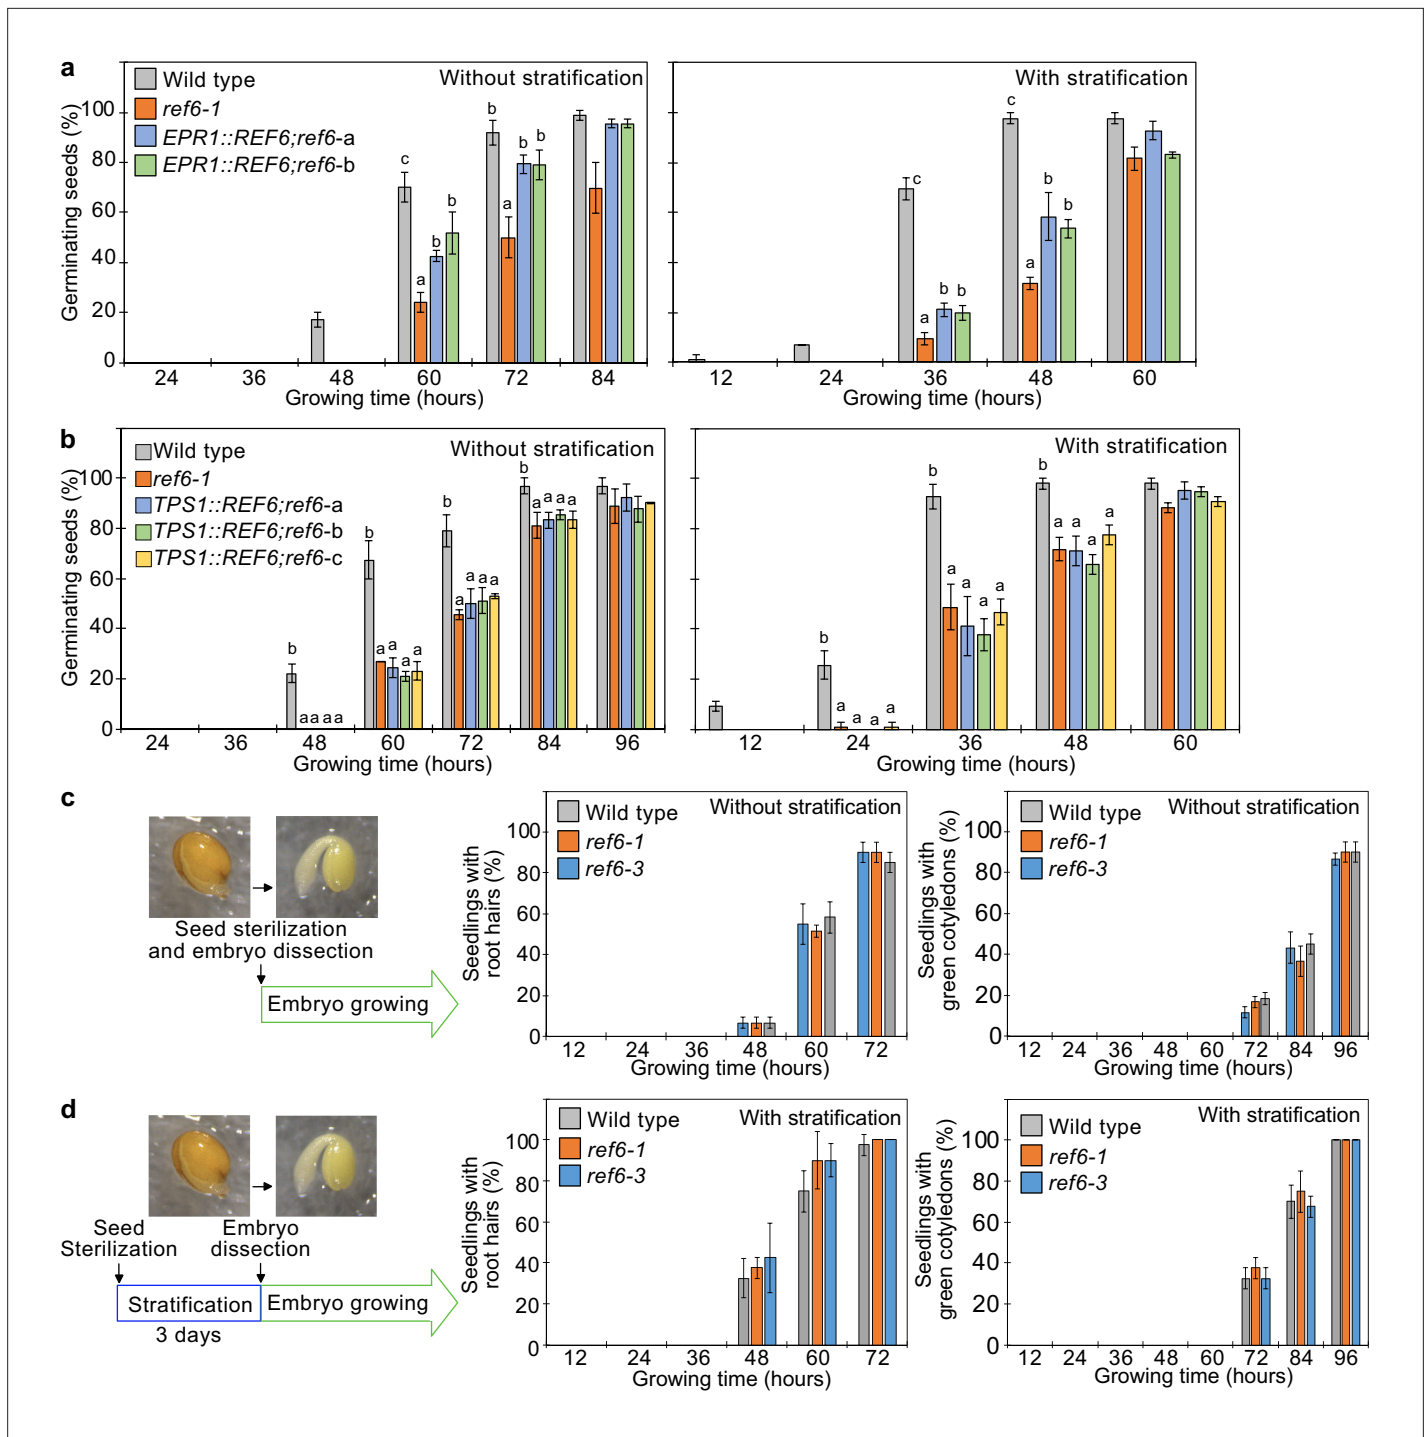 a
Wild type
ref6-1
EPR1::REF6;ref6-a
EPR1::REF6;ref6-b
Without stratification
Germinating seeds (%)
100
80
60
40
20
0
c
a
b
b
b
a
b
b
24 36 48 60 72 84
Growing time (hours)
With stratification
c
a
b
b
c
a
b
b
12 24 36 48 60
Growing time (hours)
b
Wild type
ref6-1
TPS1::REF6;ref6-a
TPS1::REF6;ref6-b
TPS1::REF6;ref6-c
Without stratification
Germinating seeds (%)
100
80
60
40
20
0
b
a a a a
b
a a a a
b
a a a a
b
a a a a
24 36 48 60 72 84 96
Growing time (hours)
With stratification
b
a a a a
b
a a a a
b
a a a a
12 24 36 48 60
Growing time (hours)
c
Seed sterilization
and embryo dissection
Embryo growing
Wild type
ref6-1
ref6-3
Without stratification
Seedlings with
root hairs (%)
100
80
60
40
20
0
12 24 36 48 60 72
Growing time (hours)
Wild type
ref6-1
ref6-3
Without stratification
Seedlings with
green cotyledons (%)
100
80
60
40
20
0
12 24 36 48 60 72 84 96
Growing time (hours)
d
Seed
Sterilization
Embryo
dissection
Stratification
Embryo growing
3 days
Wild type
ref6-1
ref6-3
With stratification
Seedlings with
root hairs (%)
100
80
60
40
20
0
12 24 36 48 60 72
Growing time (hours)
Wild type
ref6-1
ref6-3
With stratification
Seedlings with
green cotyledons (%)
100
80
60
40
20
0
12 24 36 48 60 72 84 96
Growing time (hours)